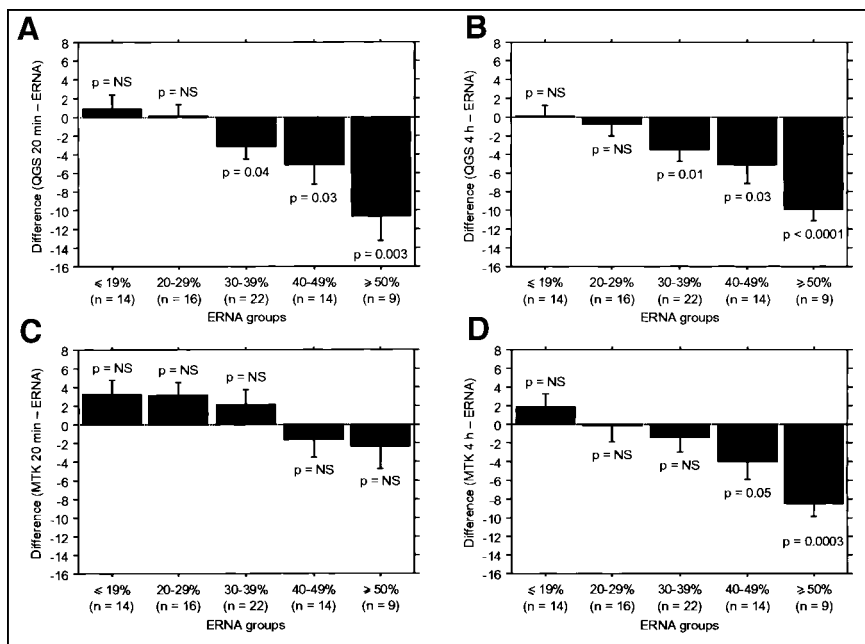 A
8
6
4
2
0
-2
-4
-6
-8
-10
-12
-14
-16
Difference (QGS 20 min – ERNA)
p = NS
p = NS
p = 0.04
p = 0.03
p = 0.003
⩽ 19% 20-29% 30-39% 40-49% ⩾ 50%
(n = 14) (n = 16) (n = 22) (n = 14) (n = 9)
ERNA groups
B
8
6
4
2
0
-2
-4
-6
-8
-10
-12
-14
-16
Difference (QGS 4 h – ERNA)
p = NS
p = NS
p = 0.01
p = 0.03
p < 0.0001
⩽ 19% 20-29% 30-39% 40-49% ⩾ 50%
(n = 14) (n = 16) (n = 22) (n = 14) (n = 9)
ERNA groups
C
8
6
4
2
0
-2
-4
-6
-8
-10
-12
-14
-16
Difference (MTK 20 min – ERNA)
p = NS
p = NS
p = NS
p = NS
p = NS
⩽ 19% 20-29% 30-39% 40-49% ⩾ 50%
(n = 14) (n = 16) (n = 22) (n = 14) (n = 9)
ERNA groups
D
8
6
4
2
0
-2
-4
-6
-8
-10
-12
-14
-16
Difference (MTK 4 h – ERNA)
p = NS
p = NS
p = NS
p = 0.05
p = 0.0003
⩽ 19% 20-29% 30-39% 40-49% ⩾ 50%
(n = 14) (n = 16) (n = 22) (n = 14) (n = 9)
ERNA groups